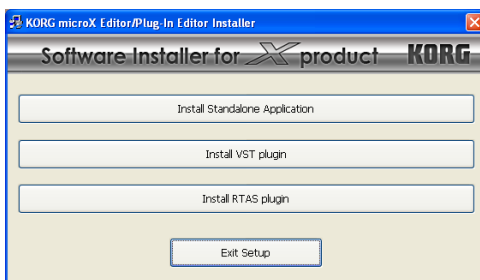 KORG microX Editor/Plug-In Editor Installer
Software Installer for X product KORG
Install Standalone Application
Install VST plugin
Install RTAS plugin
Exit Setup